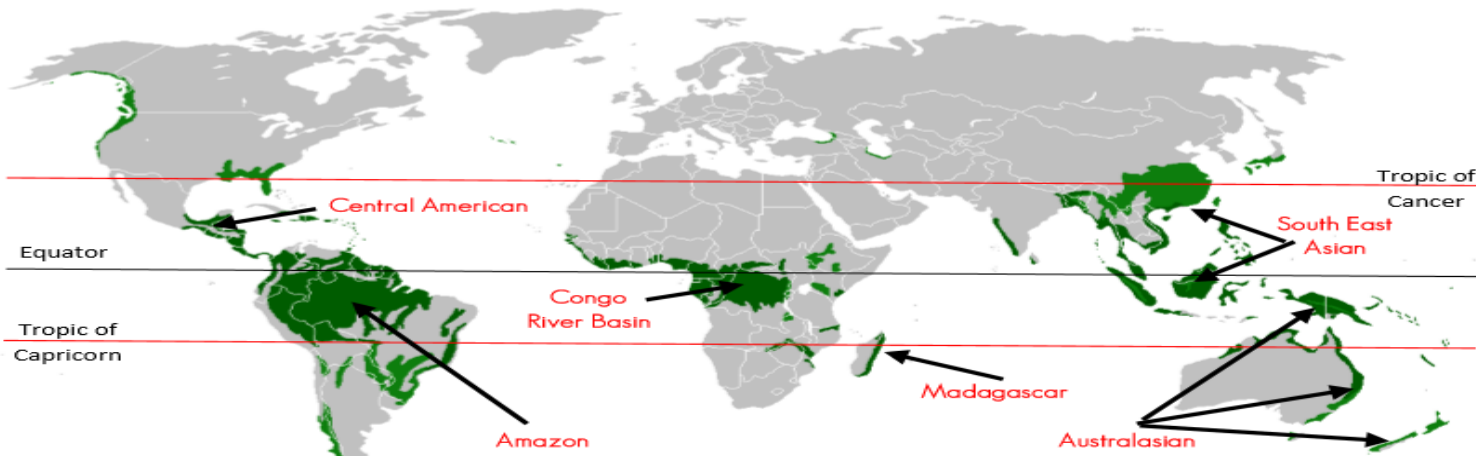 Tropic of
Cancer
Central American
South East
Asian
Equator
Congo
River Basin
Tropic of
Capricorn
Madagascar
Amazon
Australasian